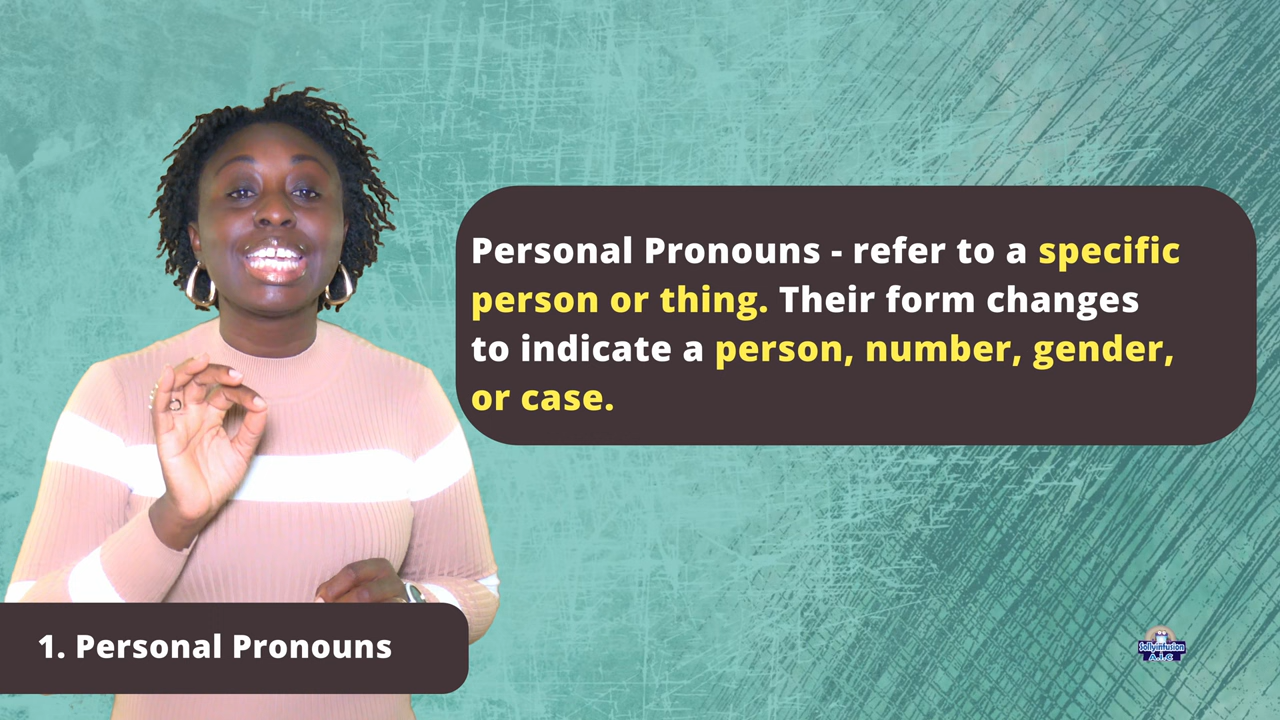 Personal Pronouns - refer to a specific
person or thing. Their form changes
to indicate a person, number, gender,
or case.
1. Personal Pronouns
Sollyinfusion
A.I.C